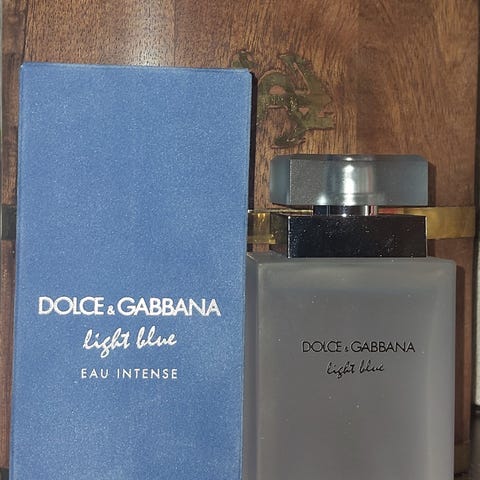 DOLCE & GABBANA
light blue
EAU INTENSE
DOLCE & GABBANA
light blue